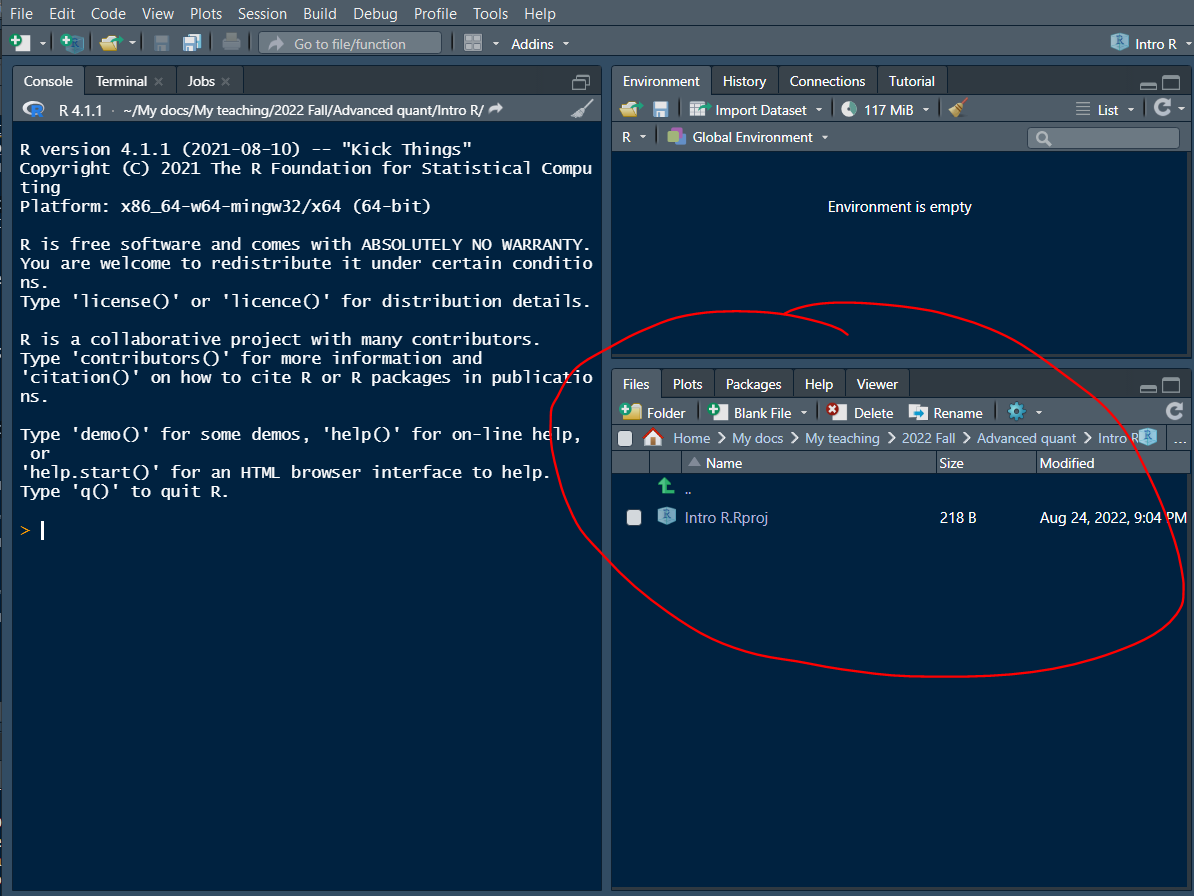 File Edit Code View Plots Session Build Debug Profile Tools Help
Go to file/function Addins Intro R
Console Terminal Jobs
R 4.1.1 · ~/My docs/My teaching/2022 Fall/Advanced quant/Intro R/
R version 4.1.1 (2021-08-10) -- "Kick Things"
Copyright (C) 2021 The R Foundation for Statistical Compu
ting
Platform: x86_64-w64-mingw32/x64 (64-bit)
R is free software and comes with ABSOLUTELY NO WARRANTY.
You are welcome to redistribute it under certain conditio
ns.
Type 'license()' or 'licence()' for distribution details.
R is a collaborative project with many contributors.
Type 'contributors()' for more information and
'citation()' on how to cite R or R packages in publicatio
ns.
Type 'demo()' for some demos, 'help()' for on-line help,
or
'help.start()' for an HTML browser interface to help.
Type 'q()' to quit R.
>
Environment History Connections Tutorial
Import Dataset 117 MiB List
R Global Environment
Environment is empty
Files Plots Packages Help Viewer
Folder Blank File Delete Rename
Home > My docs > My teaching > 2022 Fall > Advanced quant > Intro R ...
Name Size Modified
..
Intro R.Rproj 218 B Aug 24, 2022, 9:04 PM